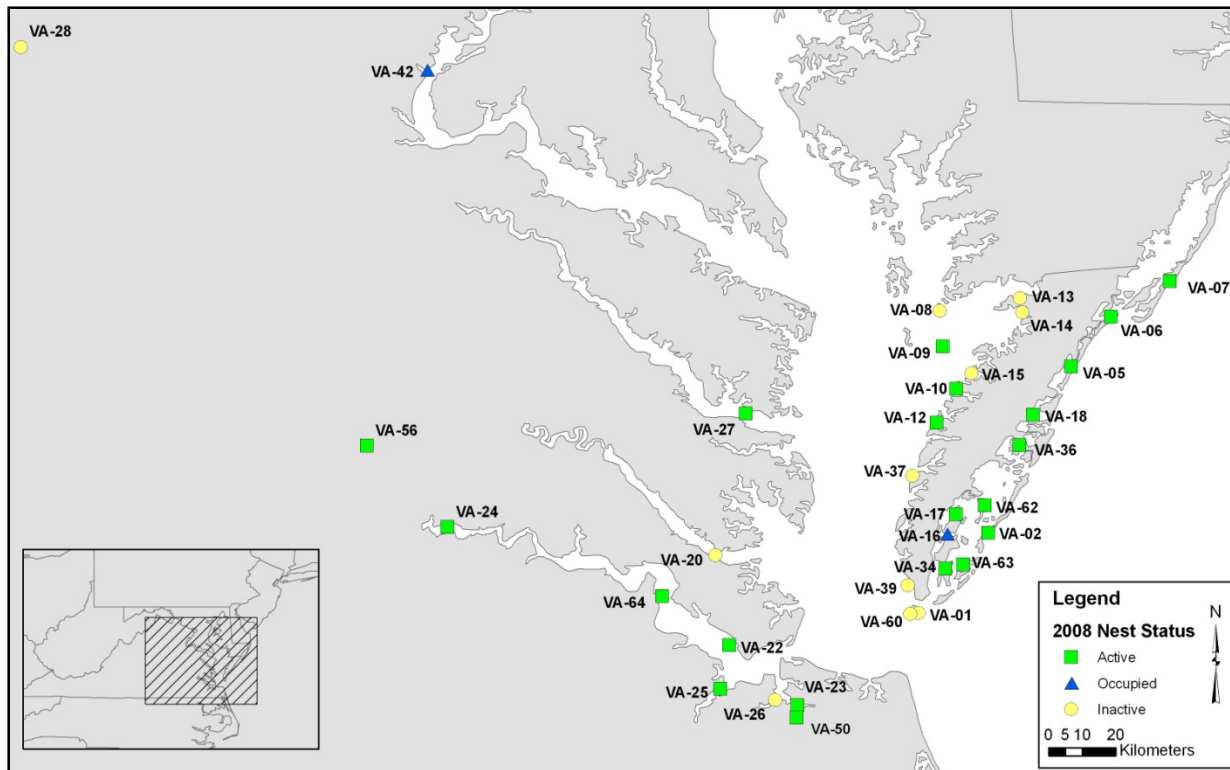 VA-28
VA-42
VA-07
VA-13
VA-08
VA-14
VA-06
VA-09
VA-05
VA-15
VA-10
VA-18
VA-12
VA-27
VA-56
VA-36
VA-37
VA-62
VA-17
VA-24
VA-16
VA-02
VA-20
VA-63
VA-34
VA-39
VA-64
VA-01
VA-60
VA-22
VA-25
VA-23
VA-26
VA-50
Legend
2008 Nest Status
N
Active
Occupied
Inactive
0 5 10 20
Kilometers